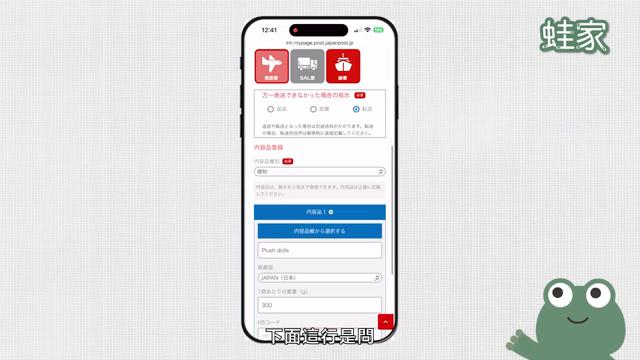 12:41
int-mypage.post.japanpost.jp
航空便
SAL便
船便
万一発送できなかった場合の指示 必須
返送
放棄
転送
返送や転送となった場合は別途送料がかかります。転送の場合、転送先住所は郵便物に直接記載してください。
内容品登録
内容品種別 必須
贈物
内容品は、最大60個まで登録できます。内容品は正確に記載してください。
内容品 1
内容品帳から選択する
Plush dolls
原産国
JAPAN (日本)
1個あたりの重量 (g)
300
HSコード
下面這行是問
蛙家